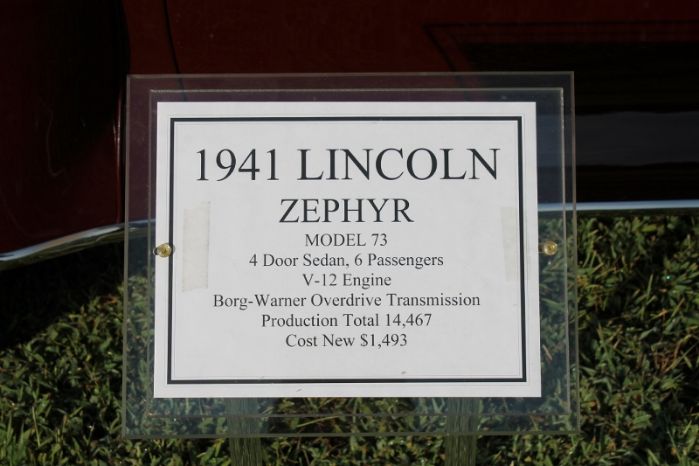 1941 LINCOLN
ZEPHYR
MODEL 73
4 Door Sedan, 6 Passengers
V-12 Engine
Borg-Warner Overdrive Transmission
Production Total 14,467
Cost New $1,493